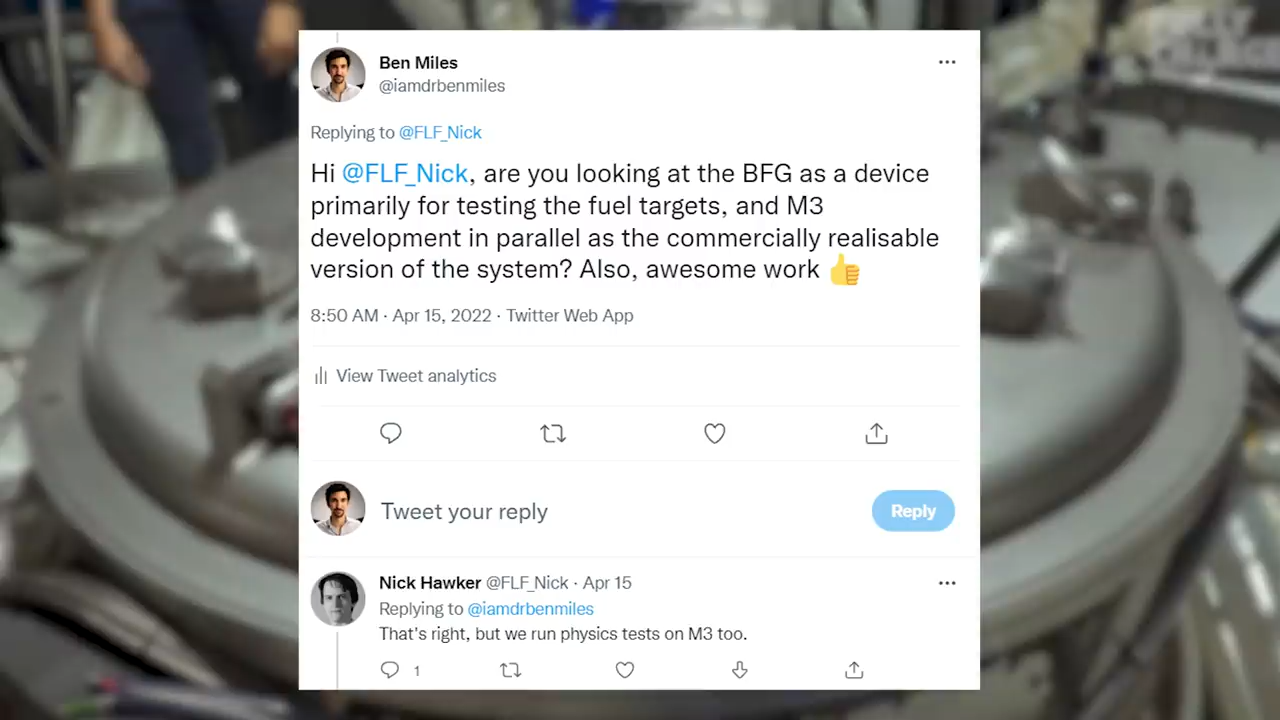 Ben Miles
@iamdrbenmiles
Replying to @FLF_Nick
Hi @FLF_Nick, are you looking at the BFG as a device
primarily for testing the fuel targets, and M3
development in parallel as the commercially realisable
version of the system? Also, awesome work 👍
8:50 AM · Apr 15, 2022 · Twitter Web App
View Tweet analytics
Tweet your reply
Reply
Nick Hawker @FLF_Nick · Apr 15
Replying to @iamdrbenmiles
That's right, but we run physics tests on M3 too.
1